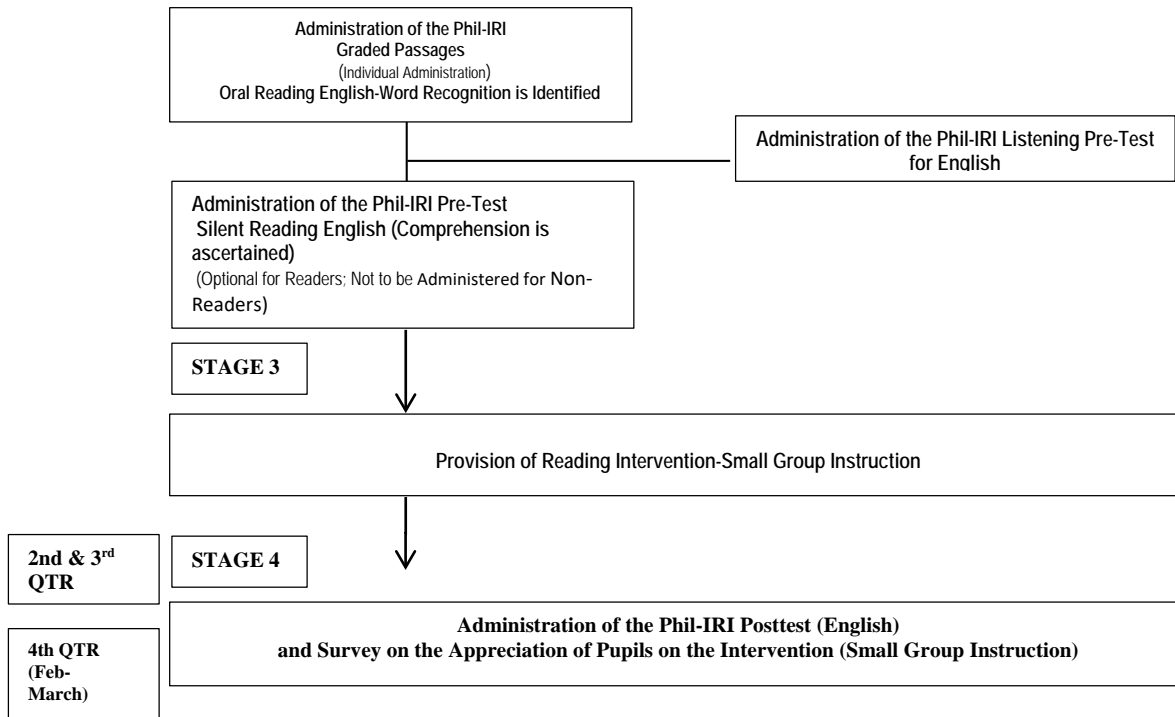 Administration of the Phil-IRI
Graded Passages
(Individual Administration)
Oral Reading English-Word Recognition is Identified
Administration of the Phil-IRI Listening Pre-Test
for English
Administration of the Phil-IRI Pre-Test
Silent Reading English (Comprehension is
ascertained)
(Optional for Readers; Not to be Administered for Non-
Readers)
STAGE 3
Provision of Reading Intervention-Small Group Instruction
2nd & 3rd
QTR
STAGE 4
Administration of the Phil-IRI Posttest (English)
and Survey on the Appreciation of Pupils on the Intervention (Small Group Instruction)
4th QTR
(Feb-
March)